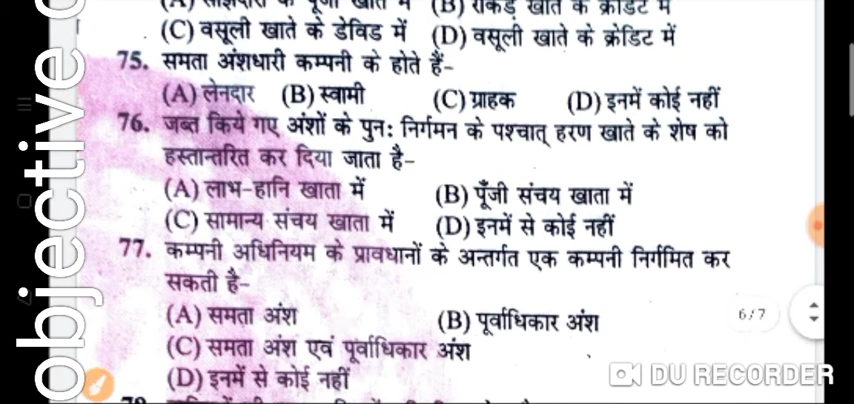 (C) वसूली खाते के डेविड में (D) वसूली खाते के क्रेडिट में
75. समता अंशधारी कम्पनी के होते हैं-
(A) लेनदार (B) स्वामी (C) ग्राहक (D) इनमें कोई नहीं
76. जब्त किये गए अंशों के पुनः निर्गमन के पश्चात् हरण खाते के शेष को
हस्तान्तरित कर दिया जाता है-
(A) लाभ-हानि खाता में (B) पूँजी संचय खाता में
(C) सामान्य संचय खाता में (D) इनमें से कोई नहीं
77. कम्पनी अधिनियम के प्रावधानों के अन्तर्गत एक कम्पनी निर्गमित कर
सकती है-
(A) समता अंश (B) पूर्वाधिकार अंश
(C) समता अंश एवं पूर्वाधिकार अंश
(D) इनमें से कोई नहीं
6/7
objective
DU RECORDER